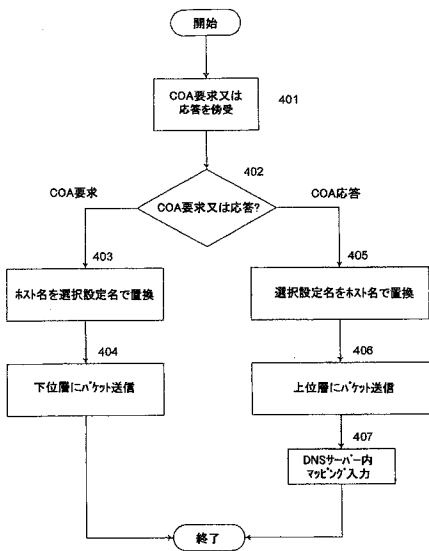 開始
COA要求又は
応答を傍受
401
402
COA要求
COA要求又は応答?
COA応答
403
ホスト名を選択設定名で置換
405
選択設定名をホスト名で置換
404
下位層にパケット送信
406
上位層にパケット送信
407
DNSサーバー内
マッピング入力
終了